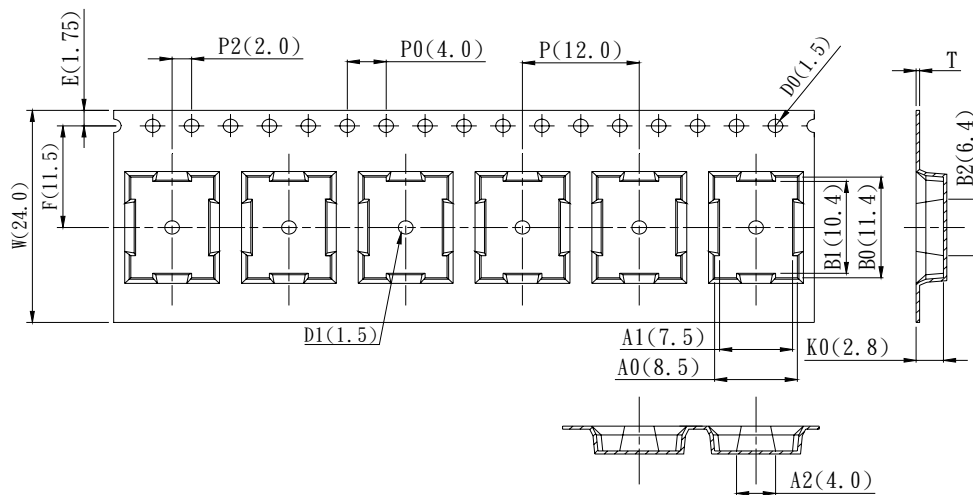 E(1.75)
P2(2.0)
P0(4.0)
P(12.0)
D0(1.5)
T
W(24.0)
F(11.5)
B1(10.4)
B0(11.4)
B2(6.4)
D1(1.5)
A1(7.5)
A0(8.5)
K0(2.8)
A2(4.0)